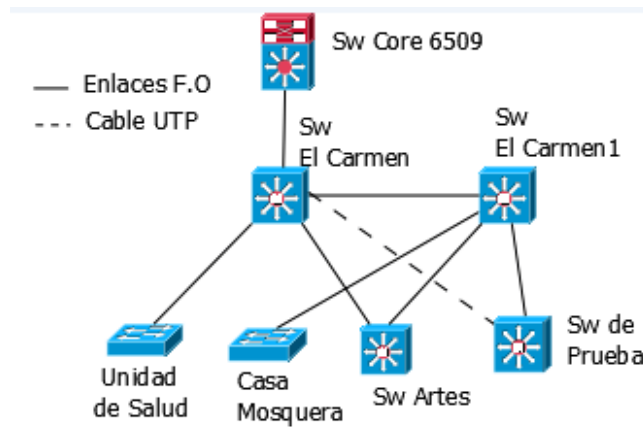 Sw Core 6509
Enlaces F.O
Cable UTP
Sw
El Carmen
Sw
El Carmen1
Unidad
de Salud
Casa
Mosquera
Sw Artes
Sw de
Prueba